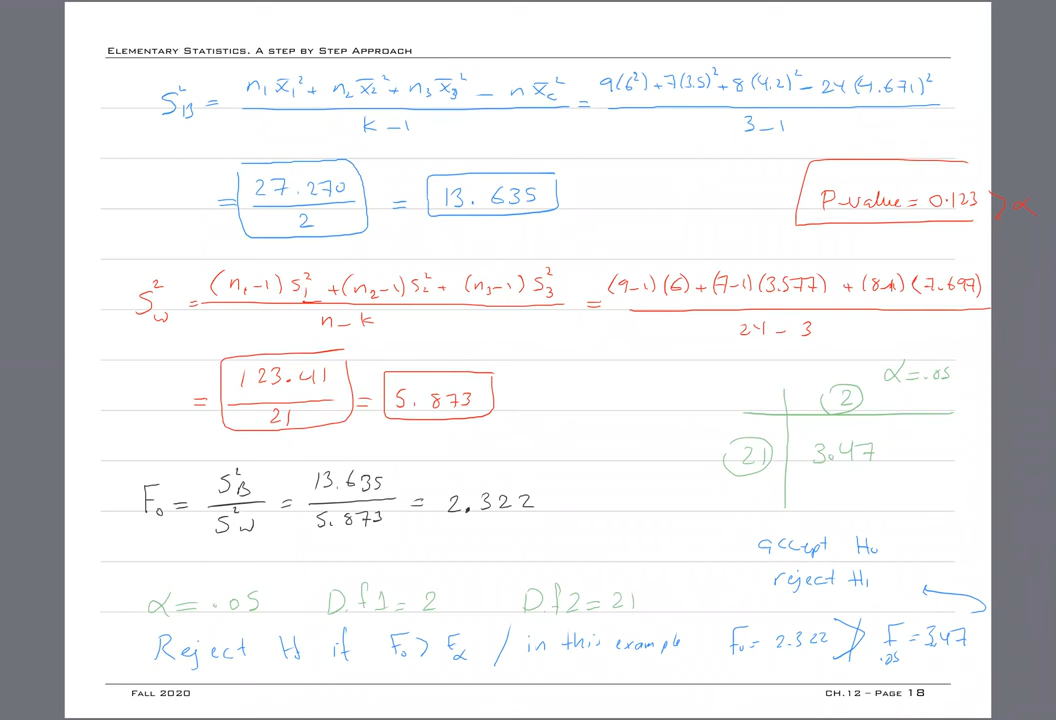 ELEMENTARY STATISTICS. A STEP BY STEP APPROACH
S²_B = (n₁x̄₁² + n₂x̄₂² + n₃x̄₃² − n x̄_c²) / (k−1) = (9(6²) + 7(3.5)² + 8(4.2)² − 24(4.671)²) / (3−1)
= 27.270 / 2 = 13.635
P-value = 0.123 > α
S²_w = ((n₁−1)S₁² + (n₂−1)S₂² + (n₃−1)S₃²) / (n−k) = ((9−1)(6) + (7−1)(3.577) + (8−1)(7.697)) / (24−3)
= 123.41 / 21 = 5.873
α=.05
2
21 3.47
F₀ = S²_B / S²_w = 13.635 / 5.873 = 2.322
accept H₀
reject H₁
α=.05 D.f1=2 D.f2=21
Reject H₀ if F₀ > F_α / in this example F₀ = 2.322 > F.05 = 3.47
FALL 2020 CH.12 – PAGE 18